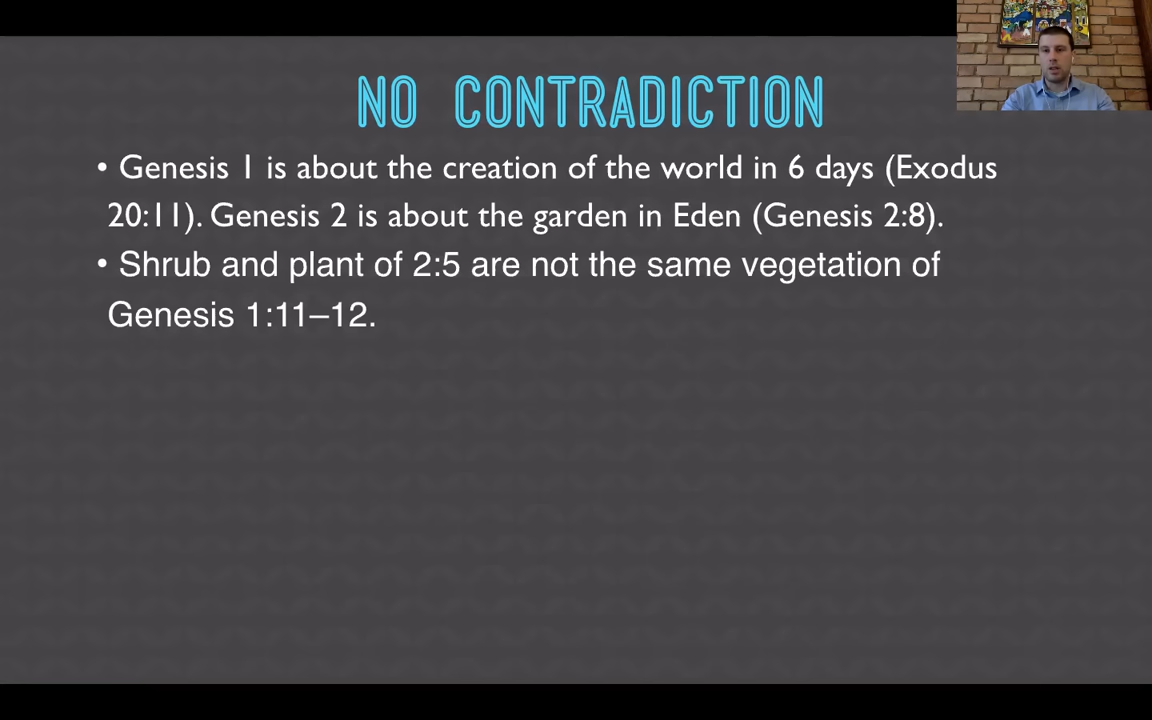 NO CONTRADICTION
• Genesis 1 is about the creation of the world in 6 days (Exodus
20:11). Genesis 2 is about the garden in Eden (Genesis 2:8).
• Shrub and plant of 2:5 are not the same vegetation of
Genesis 1:11–12.